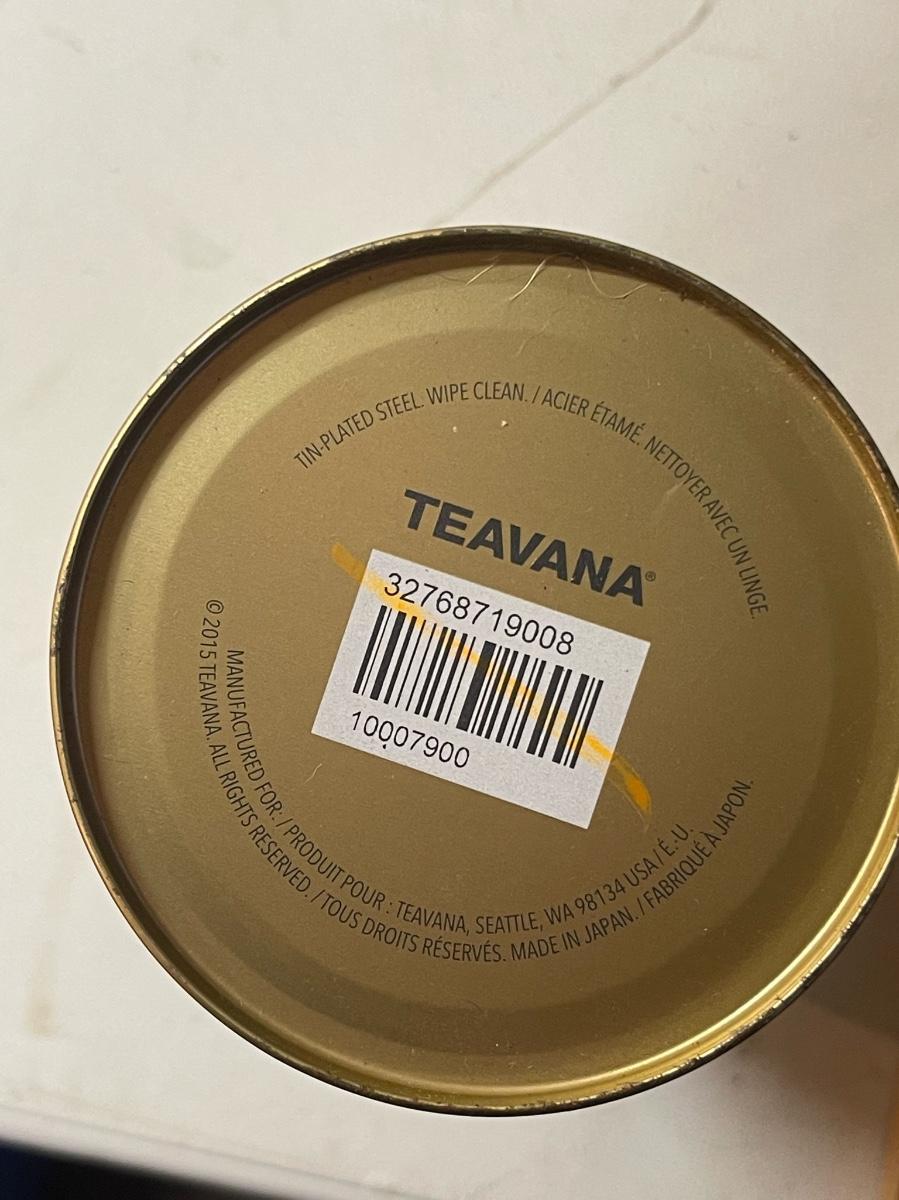 TIN-PLATED STEEL. WIPE CLEAN. / ACIER ÉTAMÉ. NETTOYER AVEC UN LINGE.
TEAVANA®
32768719008
10007900
MANUFACTURED FOR: / PRODUIT POUR : TEAVANA, SEATTLE, WA 98134 USA / É.-U.
© 2015 TEAVANA. ALL RIGHTS RESERVED. / TOUS DROITS RÉSERVÉS. MADE IN JAPAN. / FABRIQUÉ À JAPON.